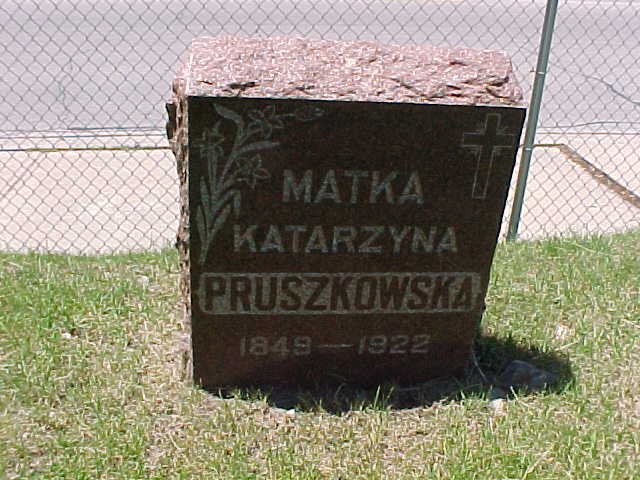 MATKA
KATARZYNA
PRUSZKOWSKA
1849-1922